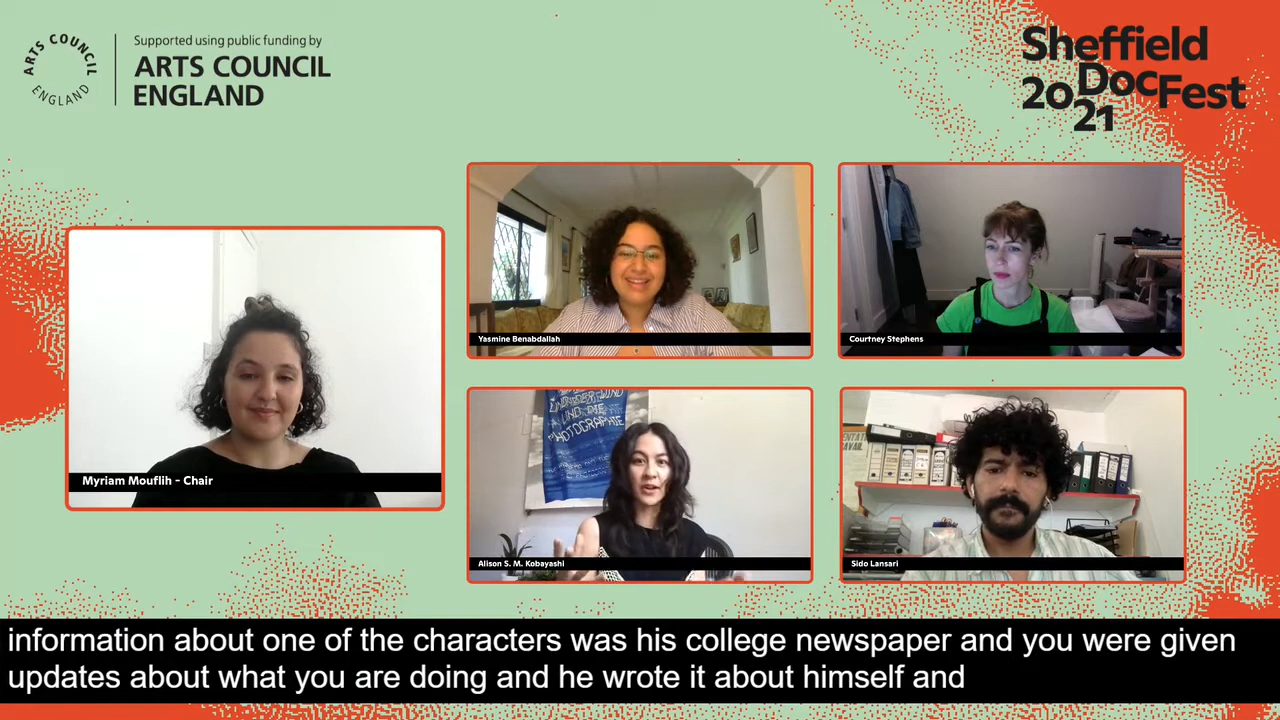 ARTS COUNCIL
ENGLAND
Supported using public funding by
ARTS COUNCIL
ENGLAND
Sheffield
DocFest
2021
Myriam Mouflih - Chair
Yasmine Benabdallah
Courtney Stephens
PHOTOGRAPHIE
Alison S. M. Kobayashi
Sido Lansari
information about one of the characters was his college newspaper and you were given
updates about what you are doing and he wrote it about himself and